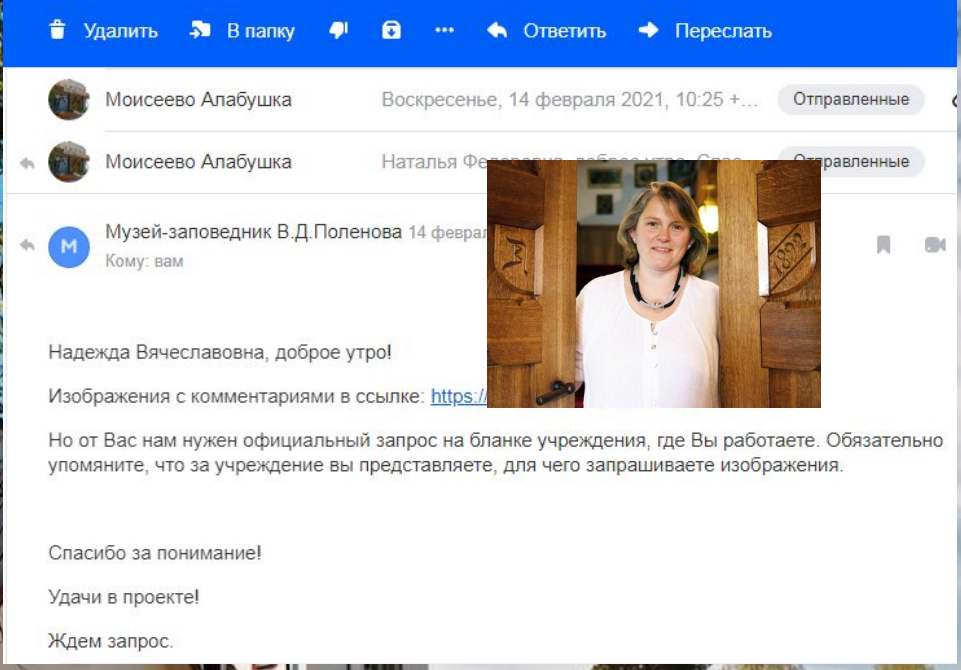 Удалить В папку Ответить Переслать
Моисеево Алабушка Воскресенье, 14 февраля 2021, 10:25 +... Отправленные
Моисеево Алабушка Наталья доброе утро. Отправленные
Музей-заповедник В.Д.Поленова 14
М
Кому: вам
1892
Надежда Вячеславовна, доброе утро!
Изображения с комментариями в ссылке: https:/
Но от Вас нам нужен официальный запрос на бланке учреждения, где Вы работаете. Обязательно
упомяните, что за учреждение вы представляете, для чего запрашиваете изображения.
Спасибо за понимание!
Удачи в проекте!
Ждем запрос.